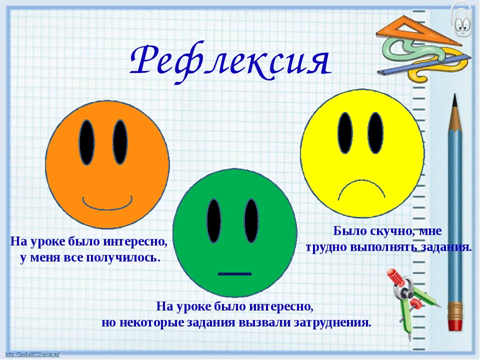 Рефлексия
На уроке было интересно,
у меня все получилось.
Было скучно, мне
трудно выполнять задания.
На уроке было интересно,
но некоторые задания вызвали затруднения.